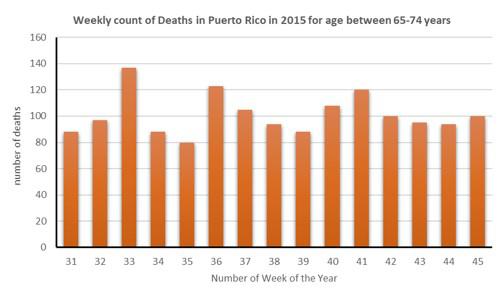 Weekly count of Deaths in Puerto Rico in 2015 for age between 65-74 years
160
140
120
100
80
60
40
20
0
number of deaths
31 32 33 34 35 36 37 38 39 40 41 42 43 44 45
Number of Week of the Year